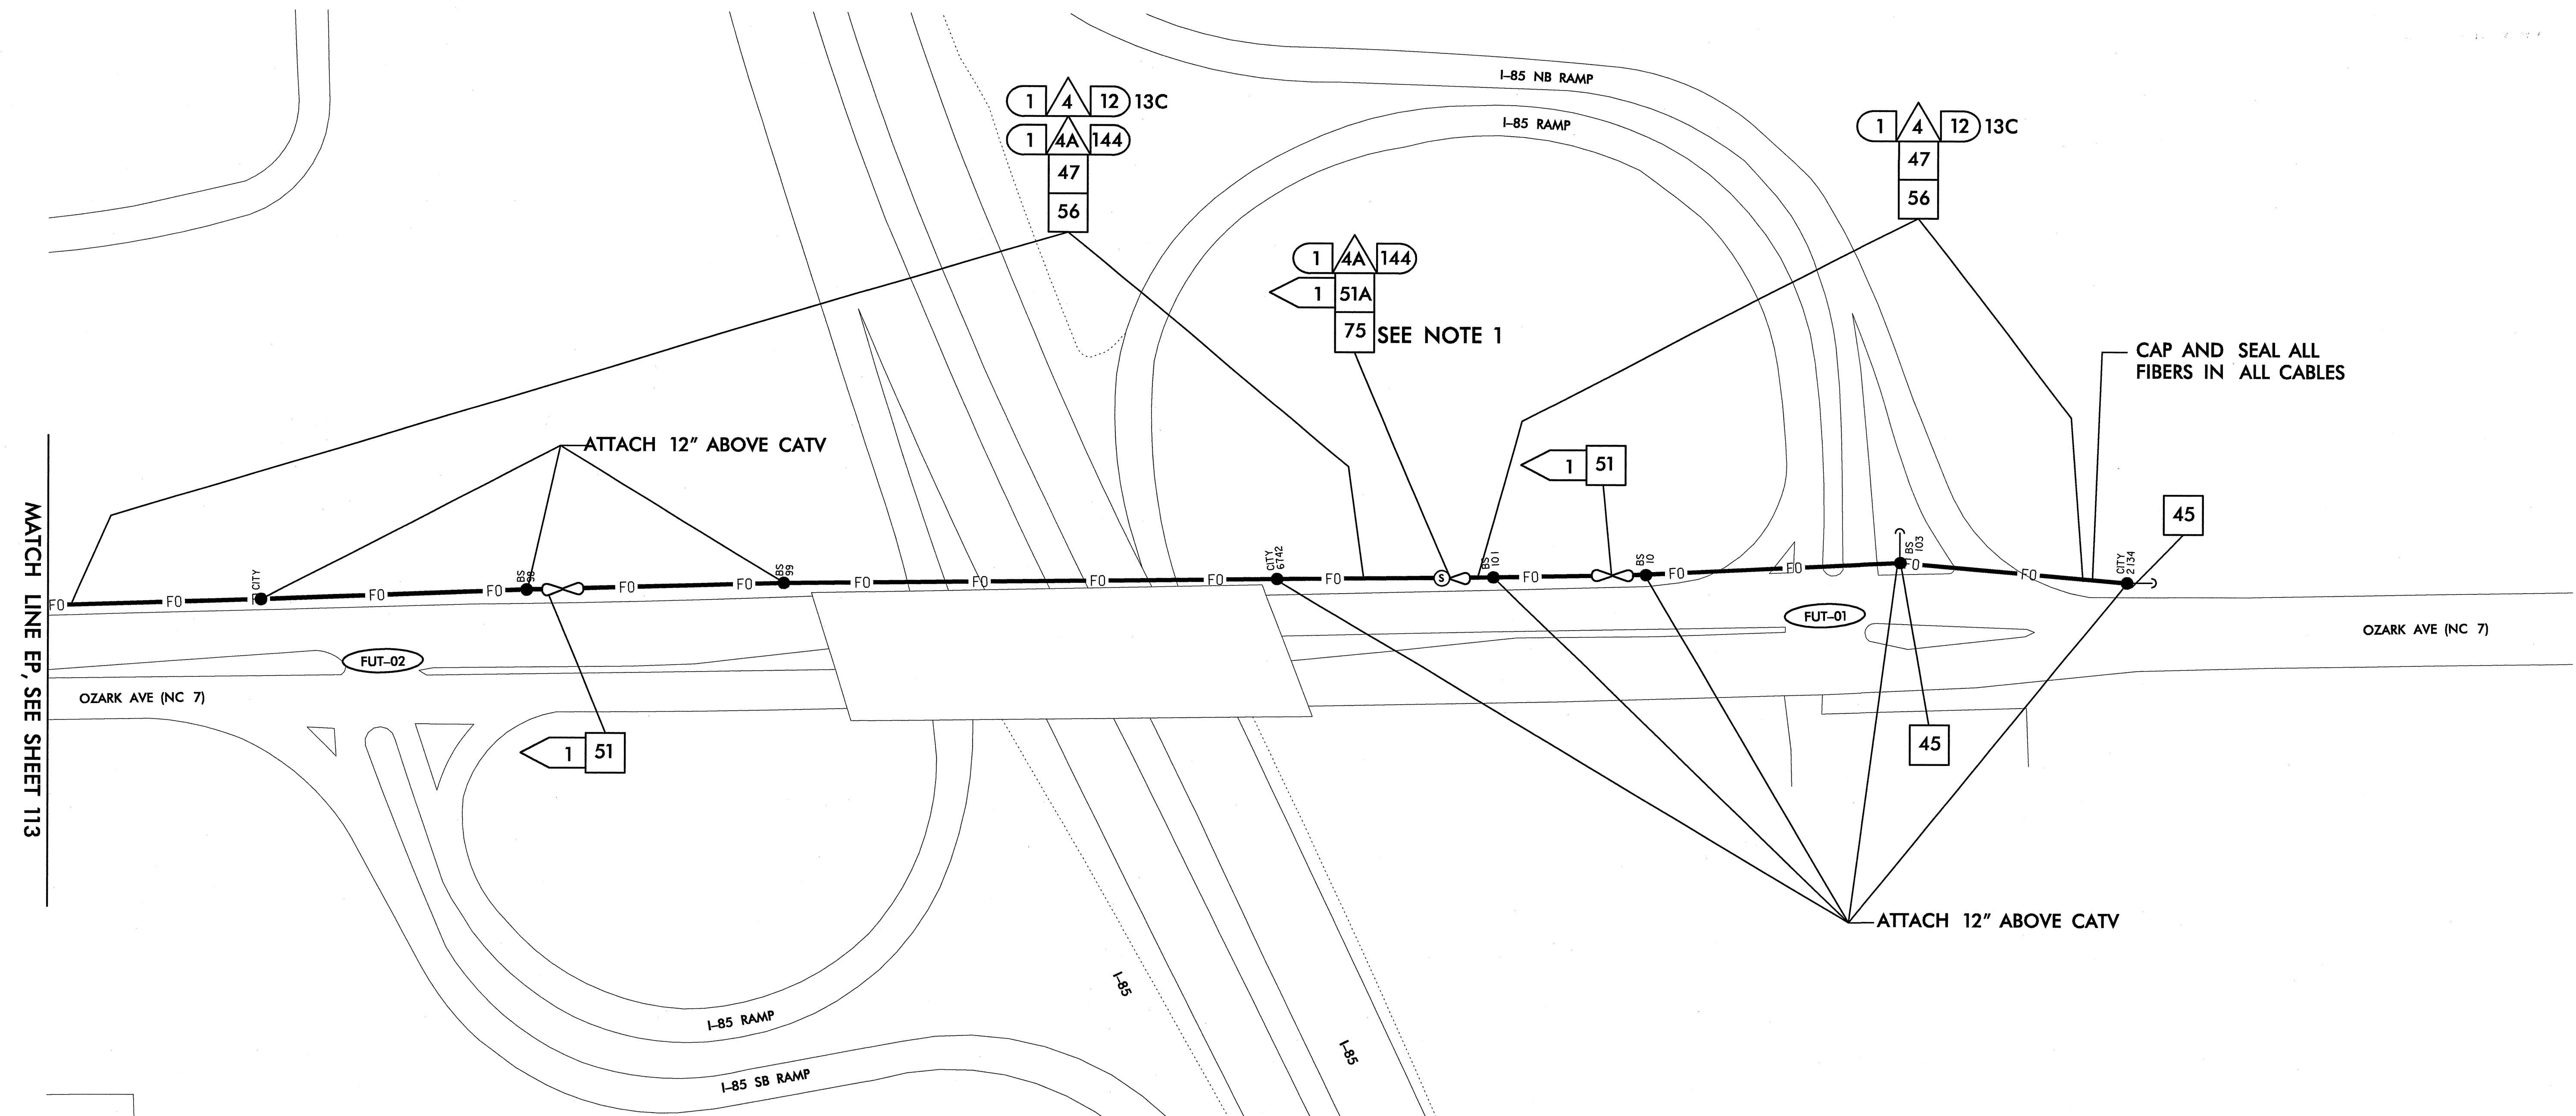 I-85 NB RAMP
I-85 RAMP
1 4 12 13C
1 4A 144
47
56
1 4 12 13C
47
56
1 4A 144
1 51A
75 SEE NOTE 1
CAP AND SEAL ALL
FIBERS IN ALL CABLES
ATTACH 12" ABOVE CATV
1 51
45
MATCH LINE EP, SEE SHEET 113
CITY
BS
98
BS
99
CITY
6742
BS
101
BS
10
BS
103
CITY
2134
FO FO FO FO FO FO FO FO FO FO FO FO FO FO FO FO
S
FUT-01
FUT-02
OZARK AVE (NC 7)
OZARK AVE (NC 7)
1 51
45
ATTACH 12" ABOVE CATV
I-85
I-85
I-85 RAMP
I-85 SB RAMP